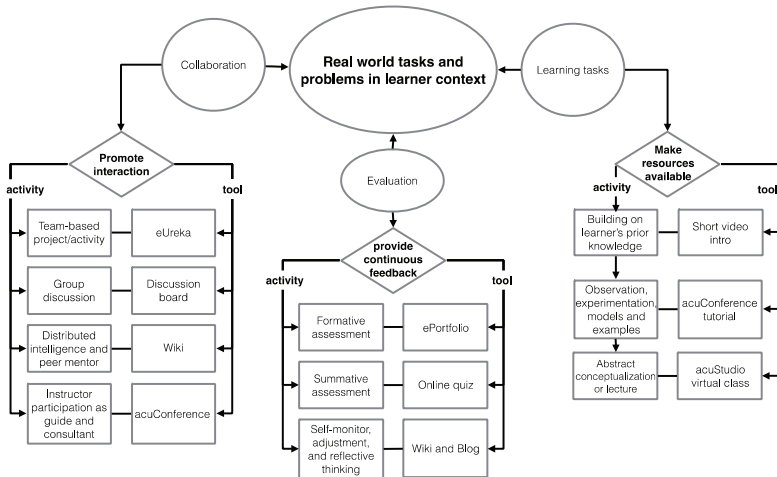 Collaboration
Real world tasks and
problems in learner context
Learning tasks
Promote
interaction
activity
tool
Team-based
project/activity
eUreka
Group
discussion
Discussion
board
Distributed
intelligence and
peer mentor
Wiki
Instructor
participation as
guide and
consultant
acuConference
Evaluation
provide
continuous
feedback
activity
tool
Formative
assessment
ePortfolio
Summative
assessment
Online quiz
Self-monitor,
adjustment,
and reflective
thinking
Wiki and Blog
Make
resources
available
activity
tool
Building on
learner's prior
knowledge
Short video
intro
Observation,
experimentation,
models and
examples
acuConference
tutorial
Abstract
conceptualization
or lecture
acuStudio
virtual class